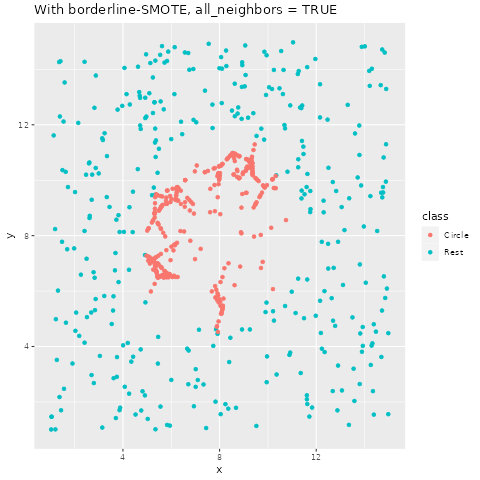 With borderline-SMOTE, all_neighbors = TRUE
12
8
4
y
4
8
12
x
class
Circle
Rest